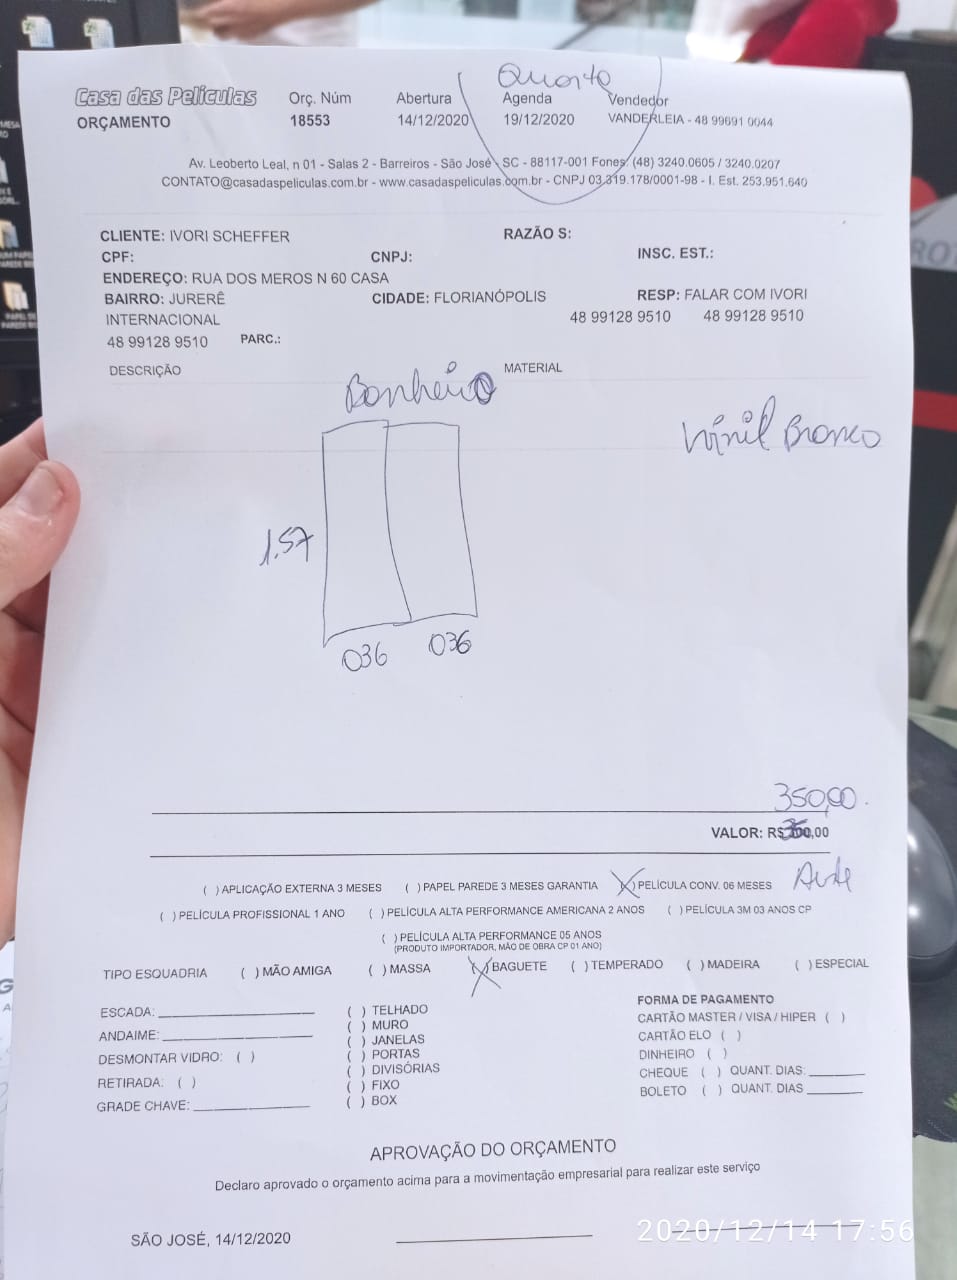 Quarto
Casa das Películas Orç. Núm Abertura Agenda Vendedor
ORÇAMENTO 18553 14/12/2020 19/12/2020 VANDERLEIA - 48 99691 0044
Av. Leoberto Leal, n 01 - Salas 2 - Barreiros - São José - SC - 88117-001 Fones: (48) 3240.0605 / 3240.0207
CONTATO@casadaspeliculas.com.br - www.casadaspeliculas.com.br - CNPJ 03.319.178/0001-98 - I. Est. 253.951.640
CLIENTE: IVORI SCHEFFER RAZÃO S:
CPF: CNPJ: INSC. EST.:
ENDEREÇO: RUA DOS MEROS N 60 CASA
BAIRRO: JURERÊ CIDADE: FLORIANÓPOLIS RESP: FALAR COM IVORI
INTERNACIONAL 48 99128 9510 48 99128 9510
48 99128 9510 PARC.:
DESCRIÇÃO MATERIAL
Banheiro
Vinil Branco
1.57
036 036
350,00.
VALOR: R$ ,00
( ) APLICAÇÃO EXTERNA 3 MESES ( ) PAPEL PAREDE 3 MESES GARANTIA (X) PELÍCULA CONV. 06 MESES
( ) PELÍCULA PROFISSIONAL 1 ANO ( ) PELÍCULA ALTA PERFORMANCE AMERICANA 2 ANOS ( ) PELÍCULA 3M 03 ANOS CP
( ) PELÍCULA ALTA PERFORMANCE 05 ANOS
(PRODUTO IMPORTADOR, MÃO DE OBRA CP 01 ANO)
TIPO ESQUADRIA ( ) MÃO AMIGA ( ) MASSA (X) BAGUETE ( ) TEMPERADO ( ) MADEIRA ( ) ESPECIAL
ESCADA: ( ) TELHADO
ANDAIME: ( ) MURO
DESMONTAR VIDRO: ( ) ( ) JANELAS
RETIRADA: ( ) ( ) PORTAS
GRADE CHAVE: ( ) DIVISÓRIAS
( ) FIXO
( ) BOX
FORMA DE PAGAMENTO
CARTÃO MASTER / VISA / HIPER ( )
CARTÃO ELO ( )
DINHEIRO ( )
CHEQUE ( ) QUANT. DIAS:
BOLETO ( ) QUANT. DIAS
APROVAÇÃO DO ORÇAMENTO
Declaro aprovado o orçamento acima para a movimentação empresarial para realizar este serviço
SÃO JOSÉ, 14/12/2020
2020/12/14 17:56